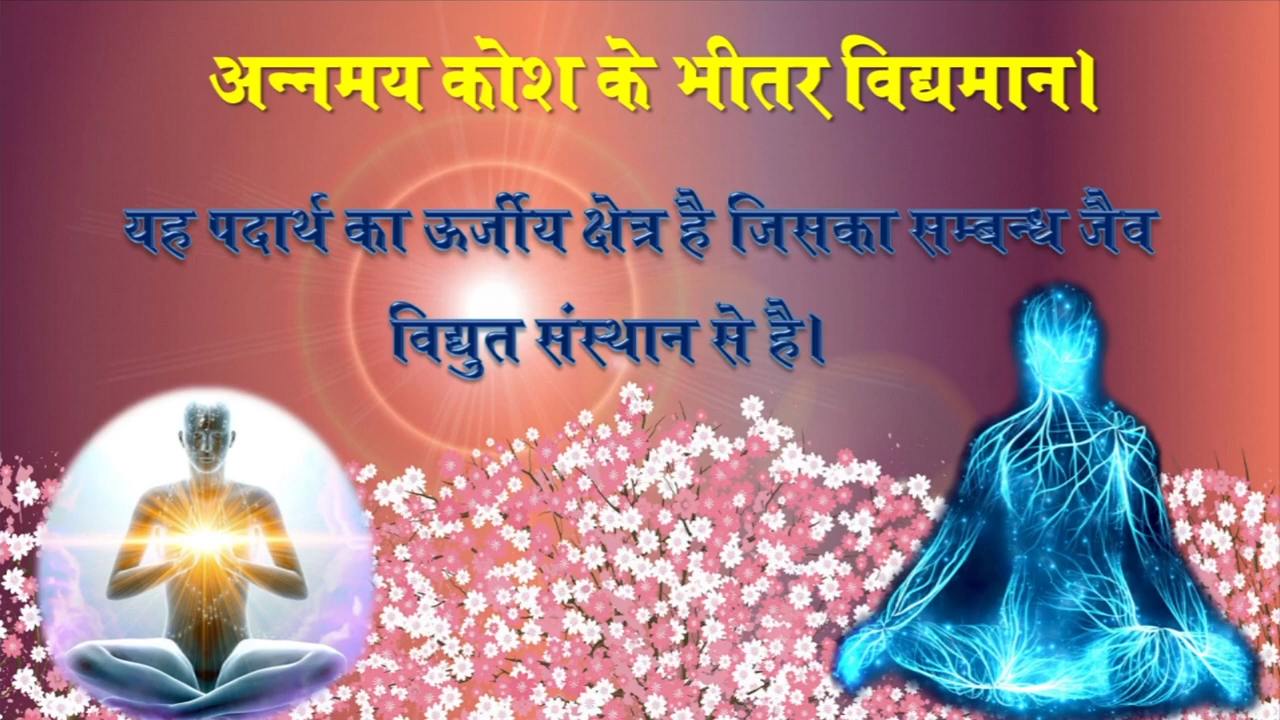 अन्नमय कोश के भीतर विद्यमान।
यह पदार्थ का ऊर्जीय क्षेत्र है जिसका सम्बन्ध जैव
विद्युत संस्थान से है।